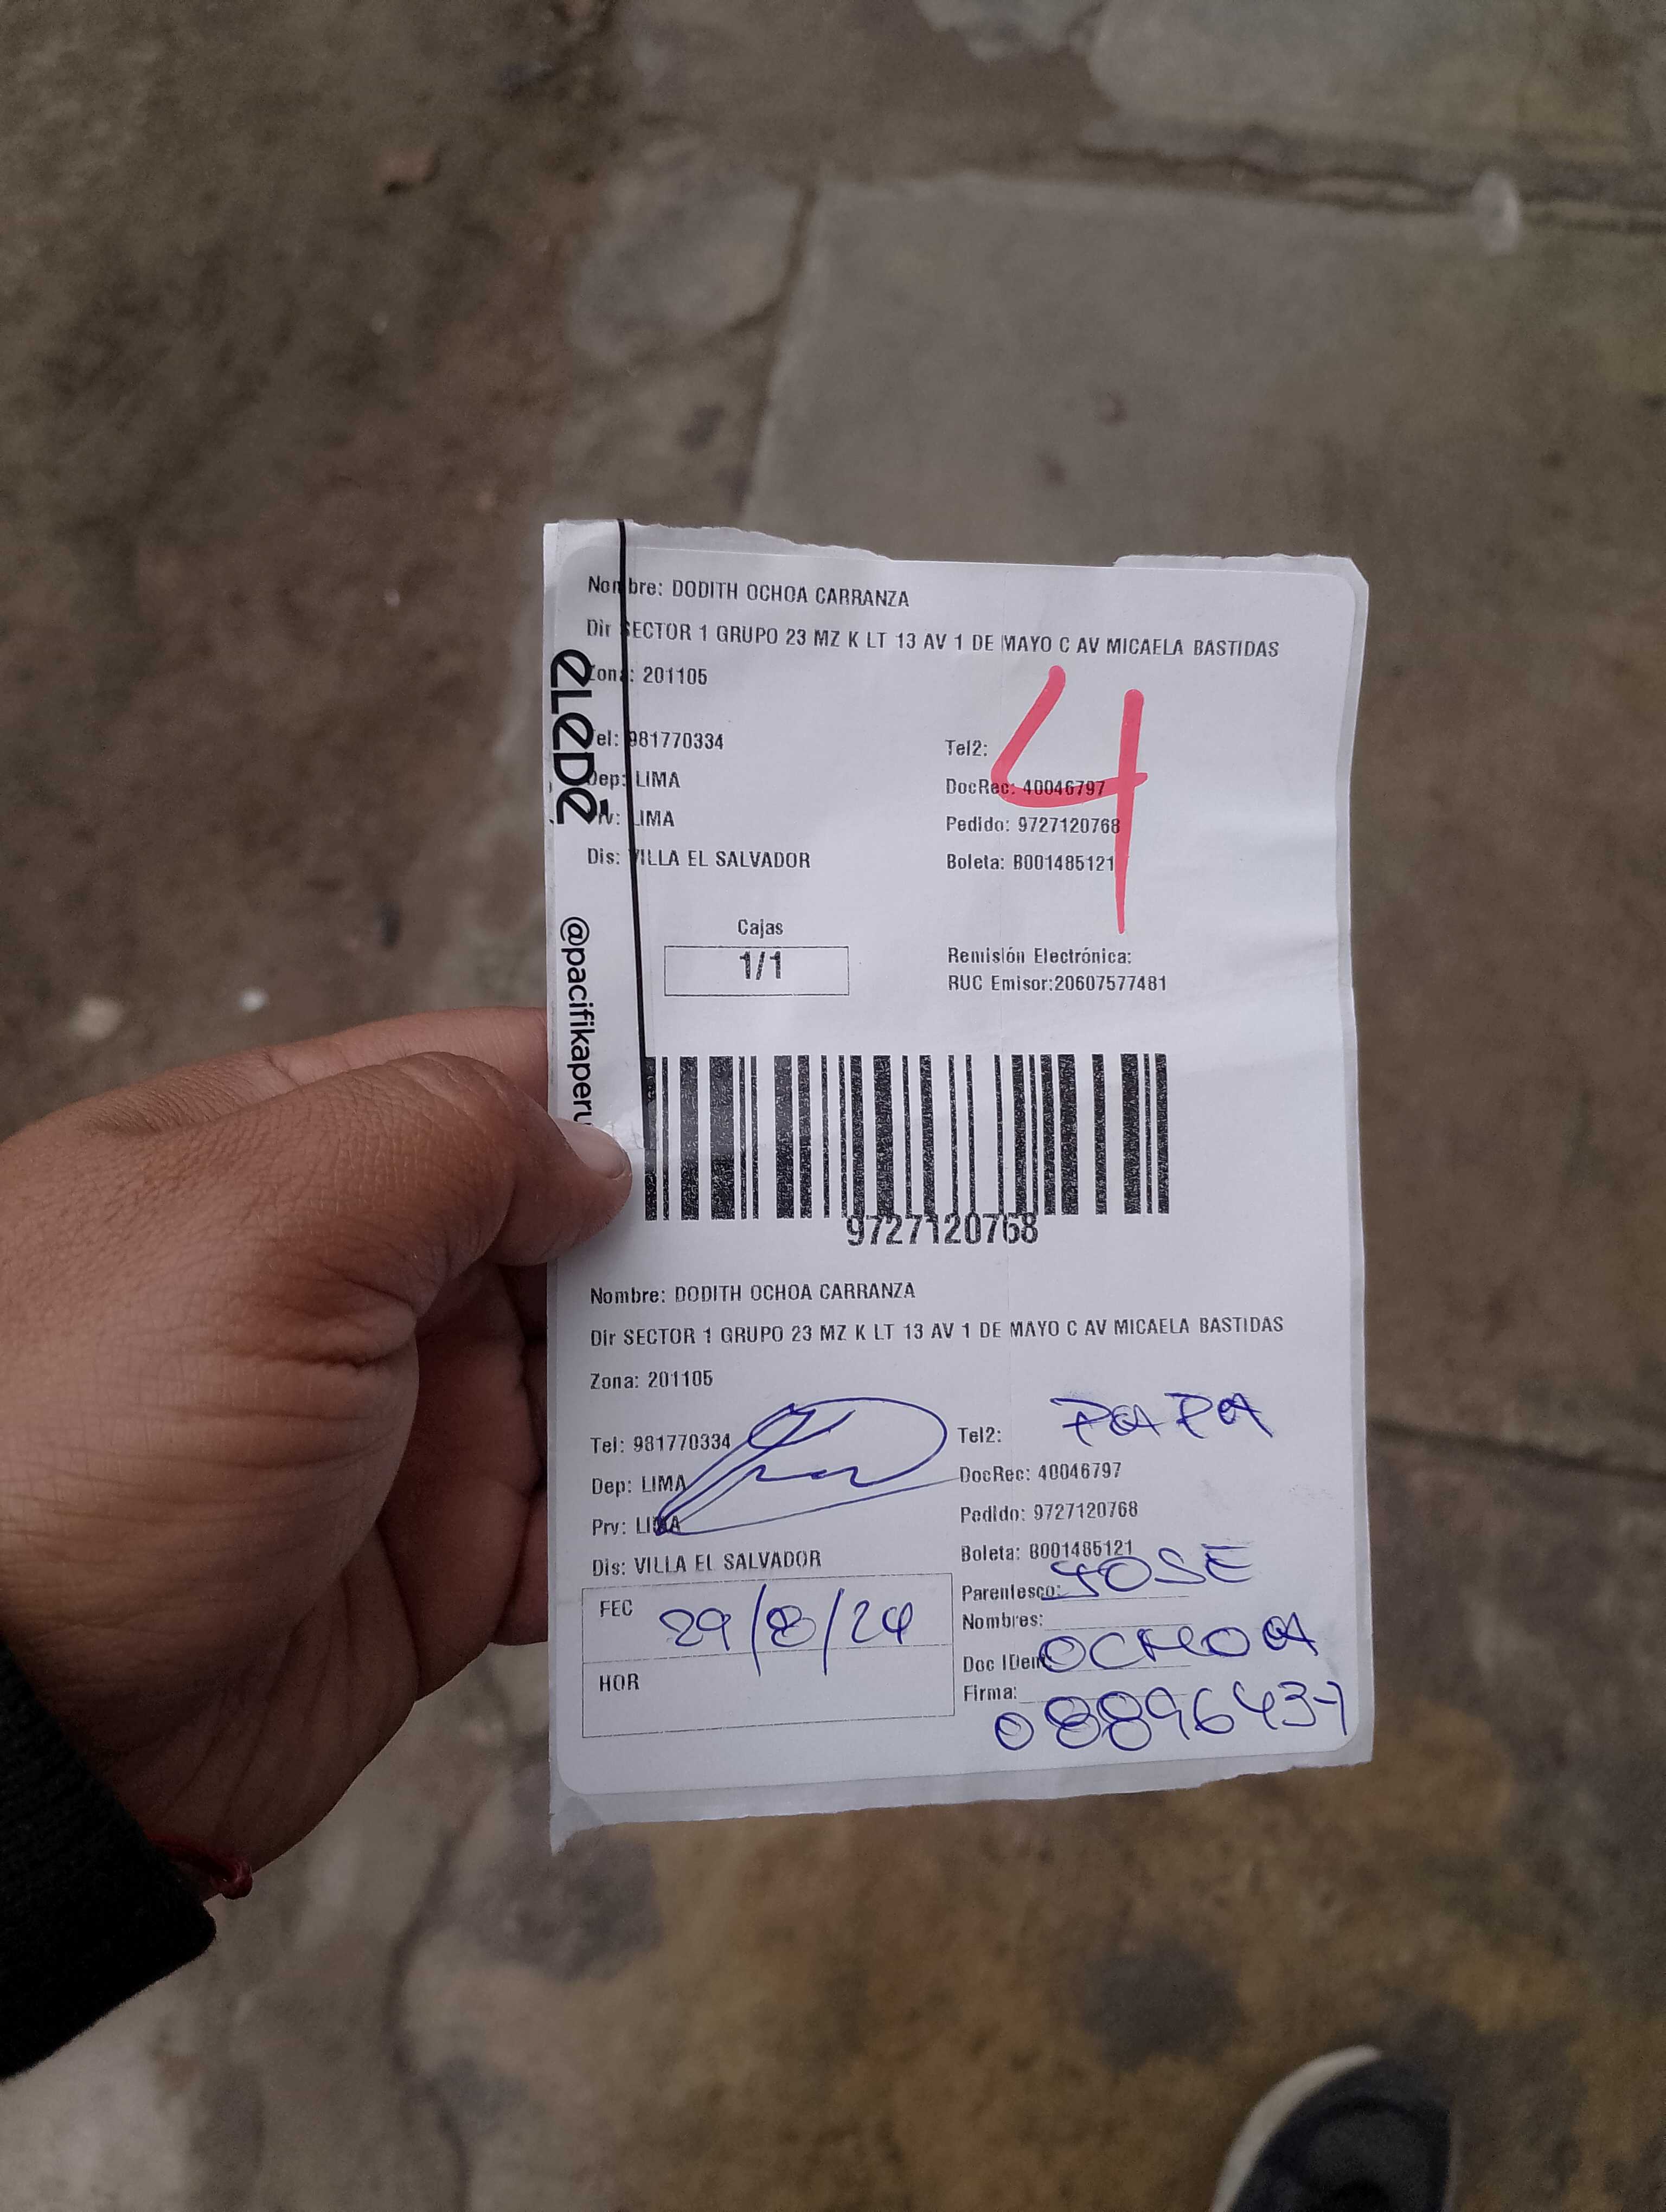 Nombre: DODITH OCHOA CARRANZA
Dir SECTOR 1 GRUPO 23 MZ K LT 13 AV 1 DE MAYO C AV MICAELA BASTIDAS
Zona: 201105
Tel: 981770334
Tel2:
Dep: LIMA
DocRec: 40046797
Prv: LIMA
Pedido: 9727120768
Dis: VILLA EL SALVADOR
Boleta: B001485121
4
eLeDé
@pacifikaperu
Cajas
1/1
Remisión Electrónica:
RUC Emisor:20607577481
9727120768
Nombre: DODITH OCHOA CARRANZA
Dir SECTOR 1 GRUPO 23 MZ K LT 13 AV 1 DE MAYO C AV MICAELA BASTIDAS
Zona: 201105
Tel: 981770334
Tel2: PAPA
Dep: LIMA
DocRec: 40046797
Prv: LIMA
Pedido: 9727120768
Dis: VILLA EL SALVADOR
Boleta: B001485121
Parentesco: JOSE
FEC 29/8/24
Nombres:
OCHOA
Doc IDent:
HOR
Firma: